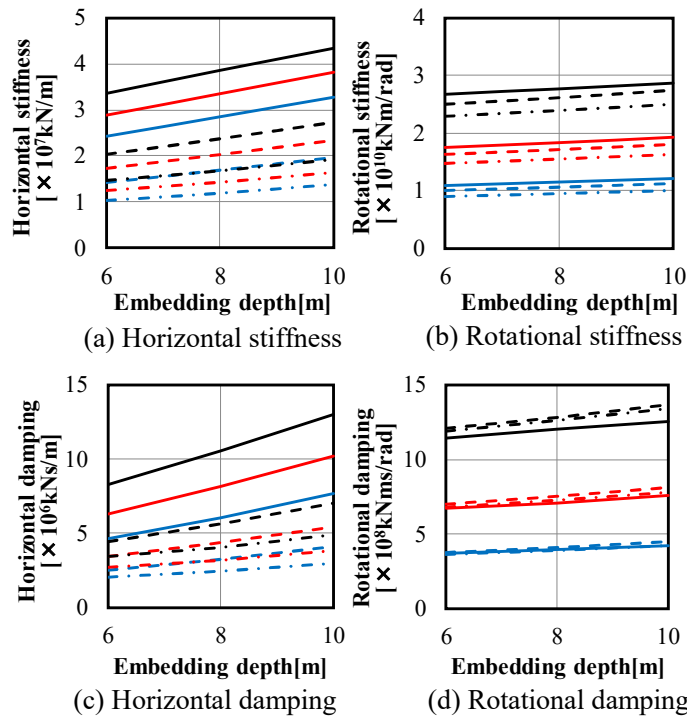 Horizontal stiffness
[×10⁷kN/m]
5
4
3
2
1
0
6 8 10
Embedding depth[m]
(a) Horizontal stiffness
Rotational stiffness
[×10¹⁰kNm/rad]
4
3
2
1
0
6 8 10
Embedding depth[m]
(b) Rotational stiffness
Horizontal damping
[×10⁶kNs/m]
15
10
5
0
6 8 10
Embedding depth[m]
(c) Horizontal damping
Rotational damping
[×10⁸kNms/rad]
15
10
5
0
6 8 10
Embedding depth[m]
(d) Rotational damping